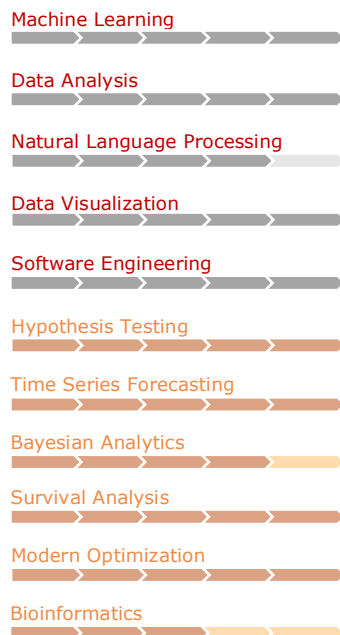 Machine Learning
Data Analysis
Natural Language Processing
Data Visualization
Software Engineering
Hypothesis Testing
Time Series Forecasting
Bayesian Analytics
Survival Analysis
Modern Optimization
Bioinformatics